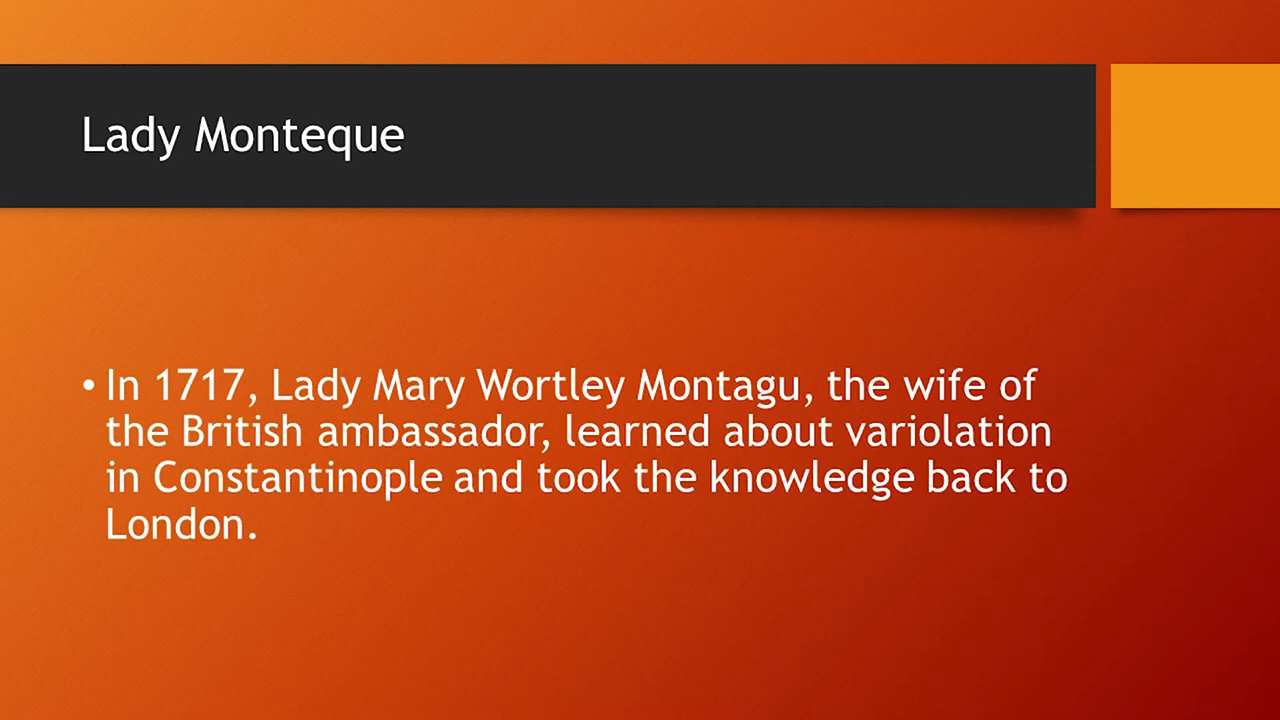 Lady Monteque
• In 1717, Lady Mary Wortley Montagu, the wife of
the British ambassador, learned about variolation
in Constantinople and took the knowledge back to
London.